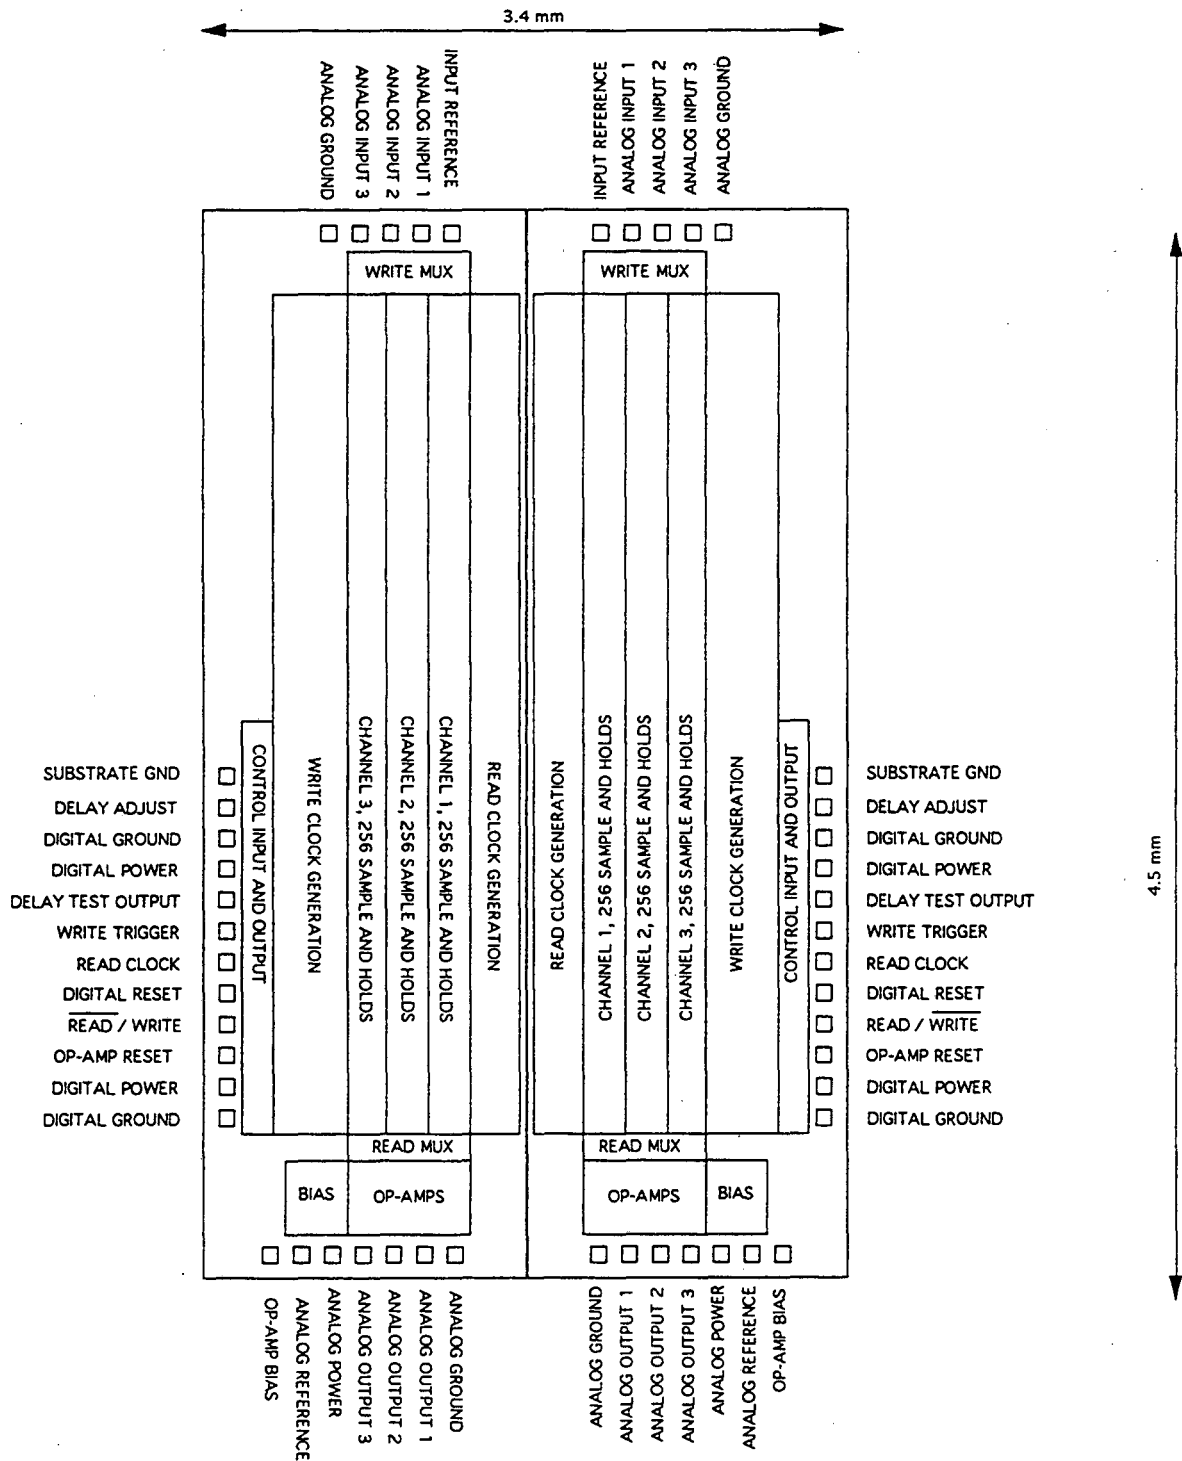 3.4 mm
ANALOG GROUND
ANALOG INPUT 3
ANALOG INPUT 2
ANALOG INPUT 1
INPUT REFERENCE
INPUT REFERENCE
ANALOG INPUT 1
ANALOG INPUT 2
ANALOG INPUT 3
ANALOG GROUND
WRITE MUX
WRITE MUX
SUBSTRATE GND
DELAY ADJUST
DIGITAL GROUND
DIGITAL POWER
DELAY TEST OUTPUT
WRITE TRIGGER
READ CLOCK
DIGITAL RESET
READ / WRITE
OP-AMP RESET
DIGITAL POWER
DIGITAL GROUND
CONTROL INPUT AND OUTPUT
WRITE CLOCK GENERATION
CHANNEL 3, 256 SAMPLE AND HOLDS
CHANNEL 2, 256 SAMPLE AND HOLDS
CHANNEL 1, 256 SAMPLE AND HOLDS
READ CLOCK GENERATION
READ CLOCK GENERATION
CHANNEL 1, 256 SAMPLE AND HOLDS
CHANNEL 2, 256 SAMPLE AND HOLDS
CHANNEL 3, 256 SAMPLE AND HOLDS
WRITE CLOCK GENERATION
CONTROL INPUT AND OUTPUT
SUBSTRATE GND
DELAY ADJUST
DIGITAL GROUND
DIGITAL POWER
DELAY TEST OUTPUT
WRITE TRIGGER
READ CLOCK
DIGITAL RESET
READ / WRITE
OP-AMP RESET
DIGITAL POWER
DIGITAL GROUND
4.5 mm
READ MUX
READ MUX
BIAS
OP-AMPS
OP-AMPS
BIAS
OP-AMP BIAS
ANALOG REFERENCE
ANALOG POWER
ANALOG OUTPUT 3
ANALOG OUTPUT 2
ANALOG OUTPUT 1
ANALOG GROUND
ANALOG GROUND
ANALOG OUTPUT 1
ANALOG OUTPUT 2
ANALOG OUTPUT 3
ANALOG POWER
ANALOG REFERENCE
OP-AMP BIAS